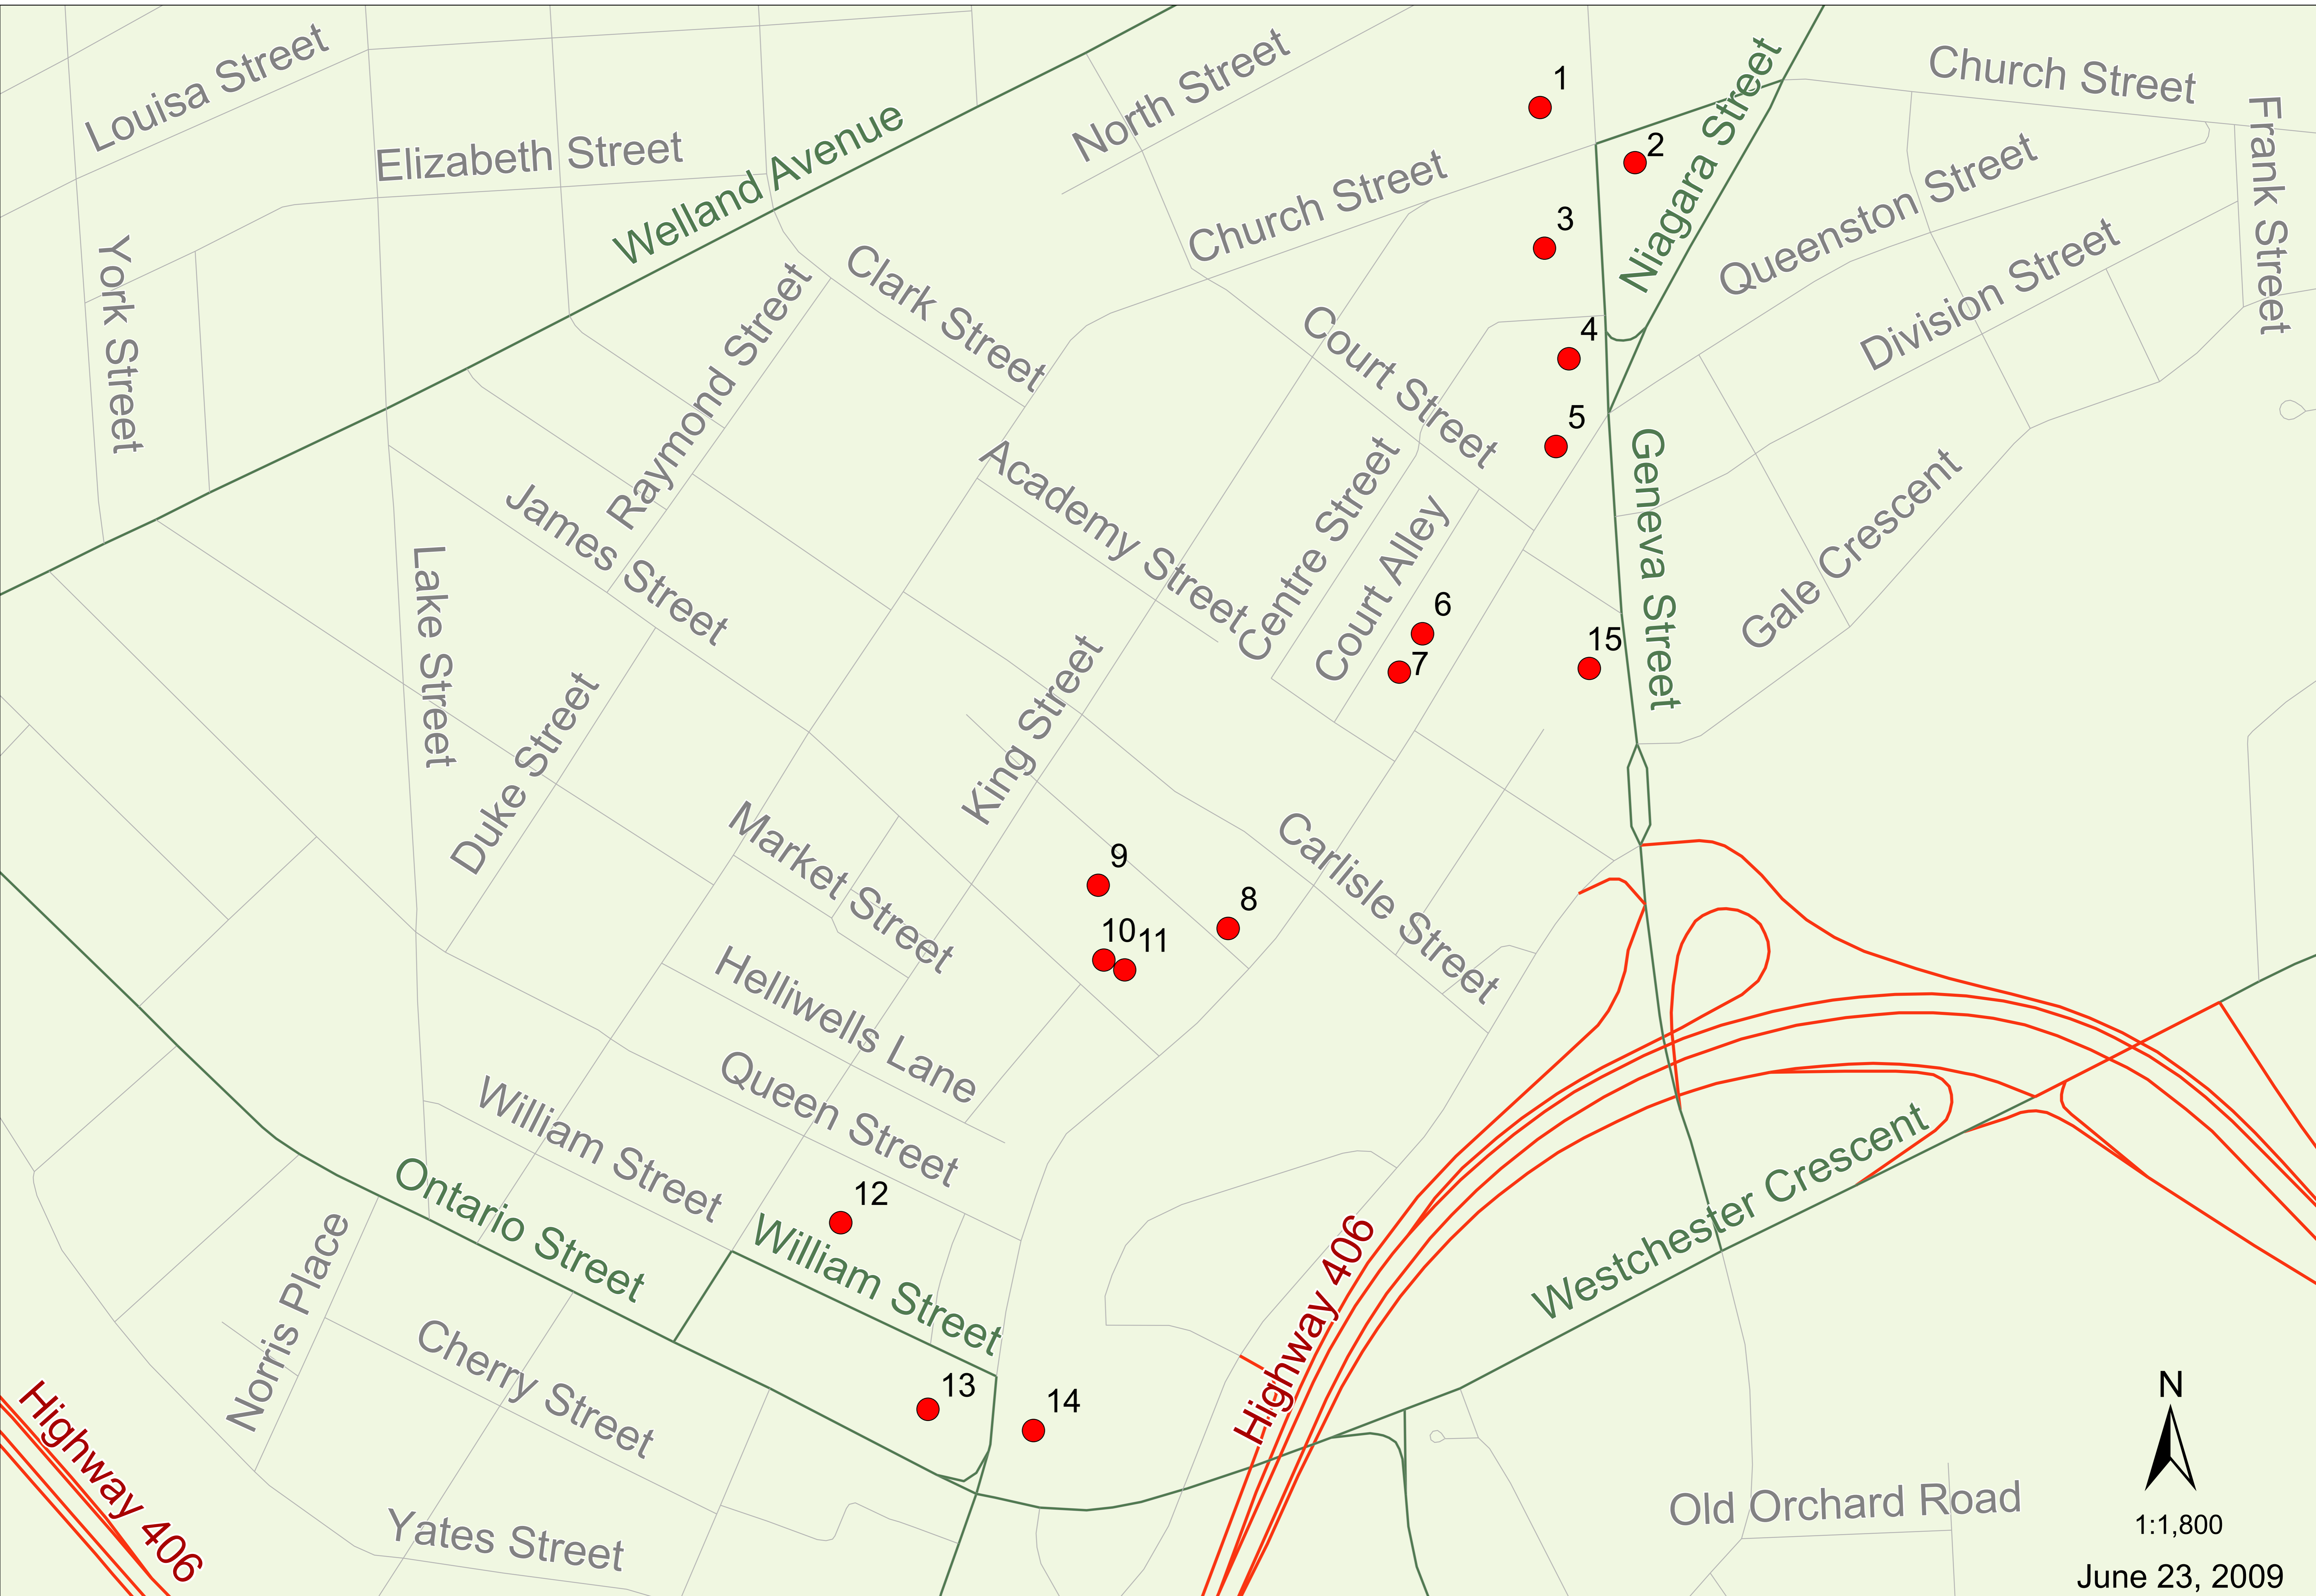 Louisa Street
Elizabeth Street
Welland Avenue
North Street
1
Church Street
Niagara Street
Church Street
Frank Street
2
3
Queenston Street
Division Street
York Street
Raymond Street
Clark Street
Court Street
4
5
Geneva Street
Gale Crescent
James Street
Academy Street
Centre Street
Court Alley
6
7
15
Lake Street
Duke Street
King Street
Market Street
9
8
10
11
Carlisle Street
Helliwells Lane
Queen Street
William Street
12
William Street
Ontario Street
Norris Place
Cherry Street
13
14
Highway 406
Westchester Crescent
Highway 406
Yates Street
Old Orchard Road
N
1:1,800
June 23, 2009